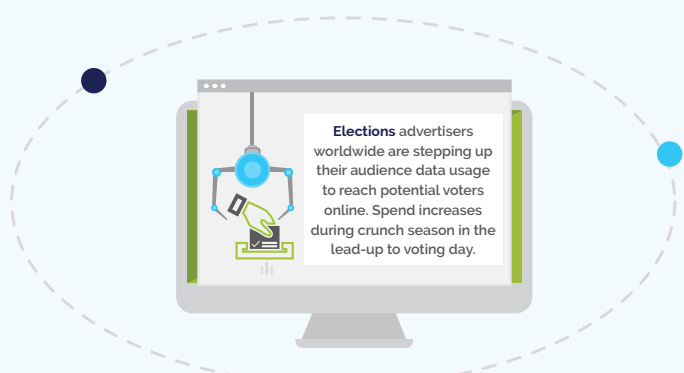 Elections advertisers
worldwide are stepping up
their audience data usage
to reach potential voters
online. Spend increases
during crunch season in the
lead-up to voting day.